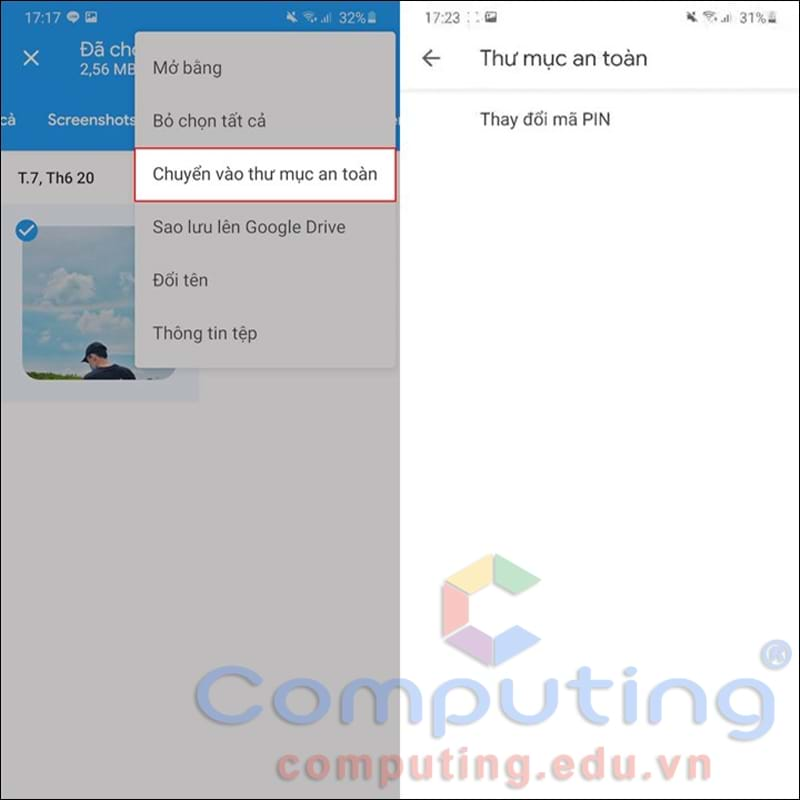 17:17
32%
Đã chọ
2,56 MB
cả
Screenshots
T.7, Th6 20
Mở bằng
Bỏ chọn tất cả
Chuyển vào thư mục an toàn
Sao lưu lên Google Drive
Đổi tên
Thông tin tệp
17:23
31%
Thư mục an toàn
Thay đổi mã PIN
Computing®
computing.edu.vn